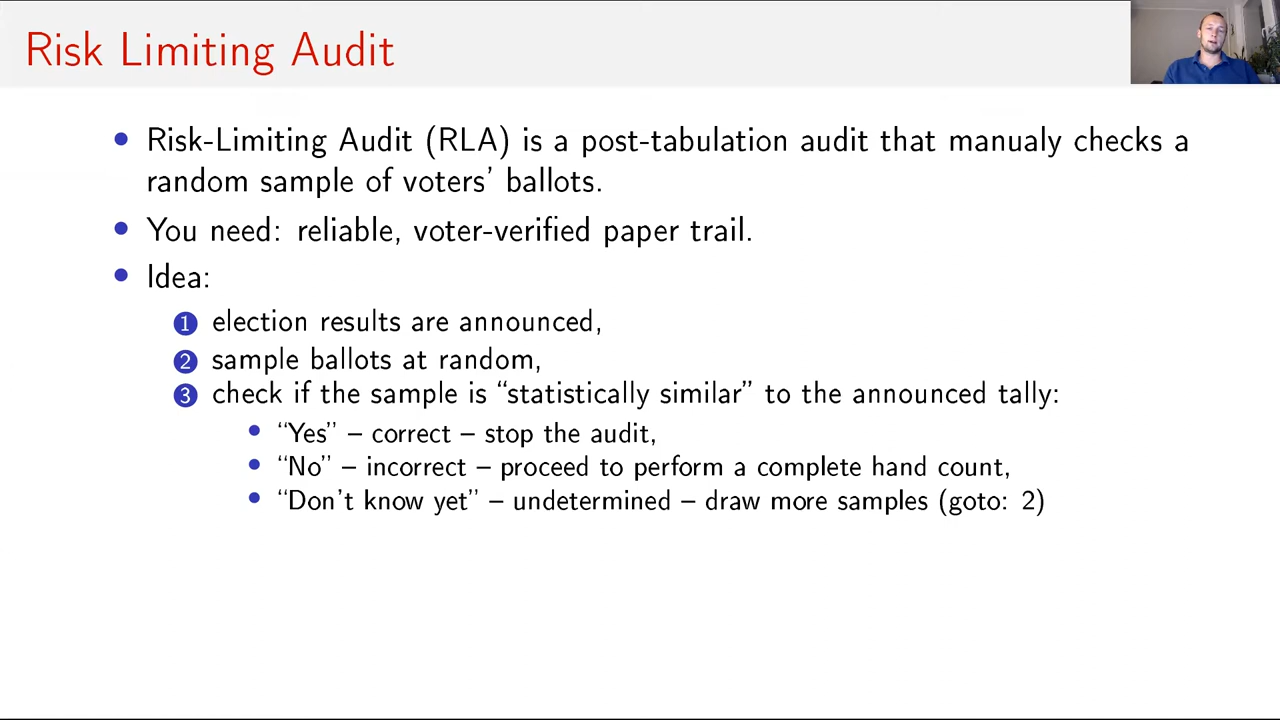 Risk Limiting Audit
• Risk-Limiting Audit (RLA) is a post-tabulation audit that manualy checks a
random sample of voters' ballots.
• You need: reliable, voter-verified paper trail.
• Idea:
1 election results are announced,
2 sample ballots at random,
3 check if the sample is “statistically similar” to the announced tally:
• “Yes” – correct – stop the audit,
• “No” – incorrect – proceed to perform a complete hand count,
• “Don't know yet” – undetermined – draw more samples (goto: 2)